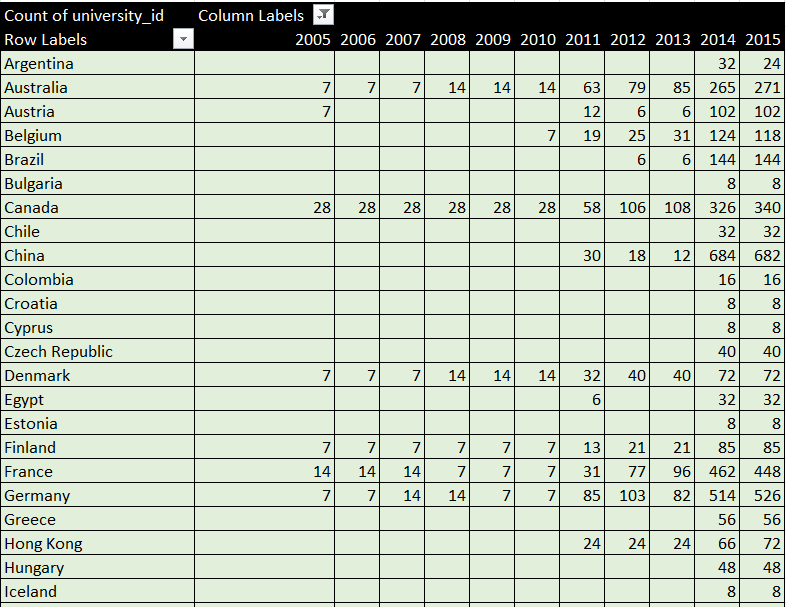 Count of university_id Column Labels
Row Labels 2005 2006 2007 2008 2009 2010 2011 2012 2013 2014 2015
Argentina 32 24
Australia 7 7 7 14 14 14 63 79 85 265 271
Austria 7 12 6 6 102 102
Belgium 7 19 25 31 124 118
Brazil 6 6 144 144
Bulgaria 8 8
Canada 28 28 28 28 28 28 58 106 108 326 340
Chile 32 32
China 30 18 12 684 682
Colombia 16 16
Croatia 8 8
Cyprus 8 8
Czech Republic 40 40
Denmark 7 7 7 14 14 14 32 40 40 72 72
Egypt 6 32 32
Estonia 8 8
Finland 7 7 7 7 7 7 13 21 21 85 85
France 14 14 14 7 7 7 31 77 96 462 448
Germany 7 7 14 14 7 7 85 103 82 514 526
Greece 56 56
Hong Kong 24 24 24 66 72
Hungary 48 48
Iceland 8 8